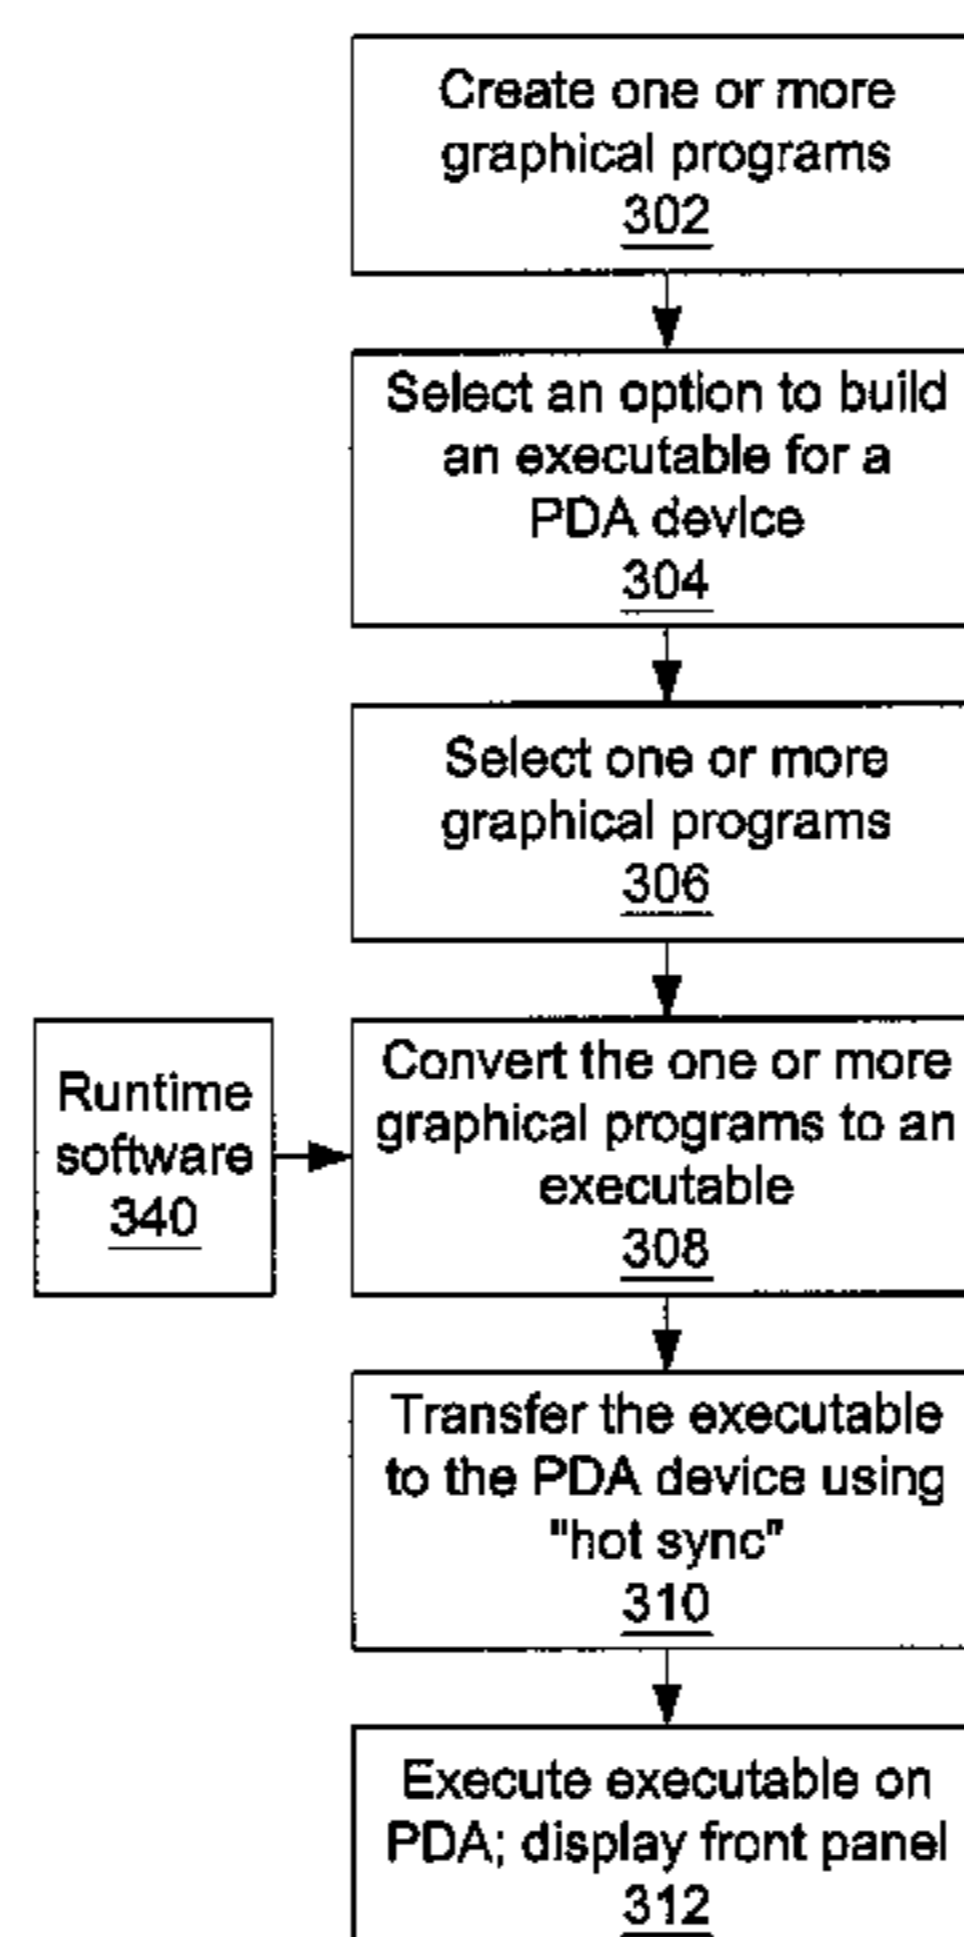 Create one or more
graphical programs
302
Select an option to build
an executable for a
PDA device
304
Select one or more
graphical programs
306
Runtime
software
340
Convert the one or more
graphical programs to an
executable
308
Transfer the executable
to the PDA device using
"hot sync"
310
Execute executable on
PDA; display front panel
312